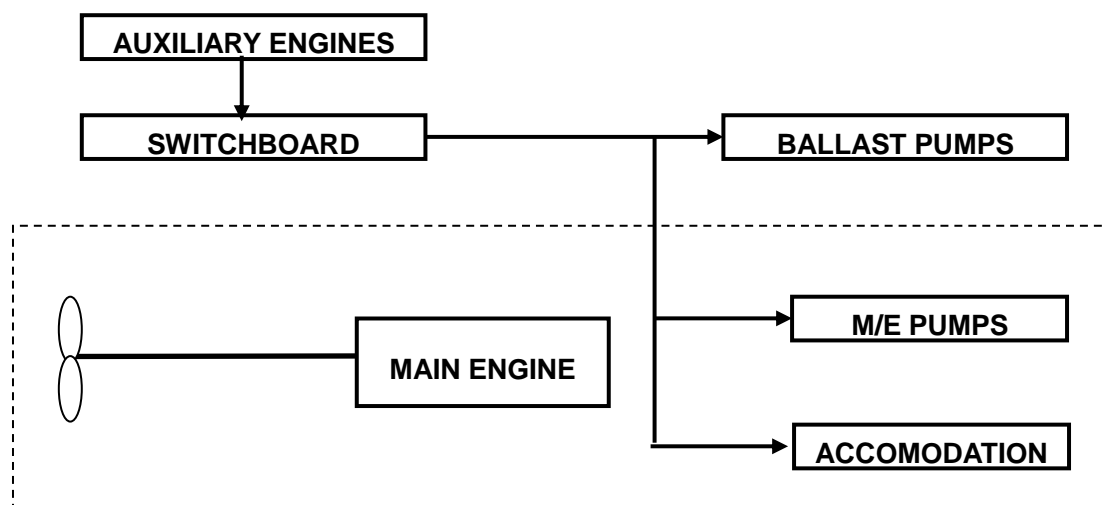 AUXILIARY ENGINES
SWITCHBOARD
BALLAST PUMPS
M/E PUMPS
MAIN ENGINE
ACCOMODATION